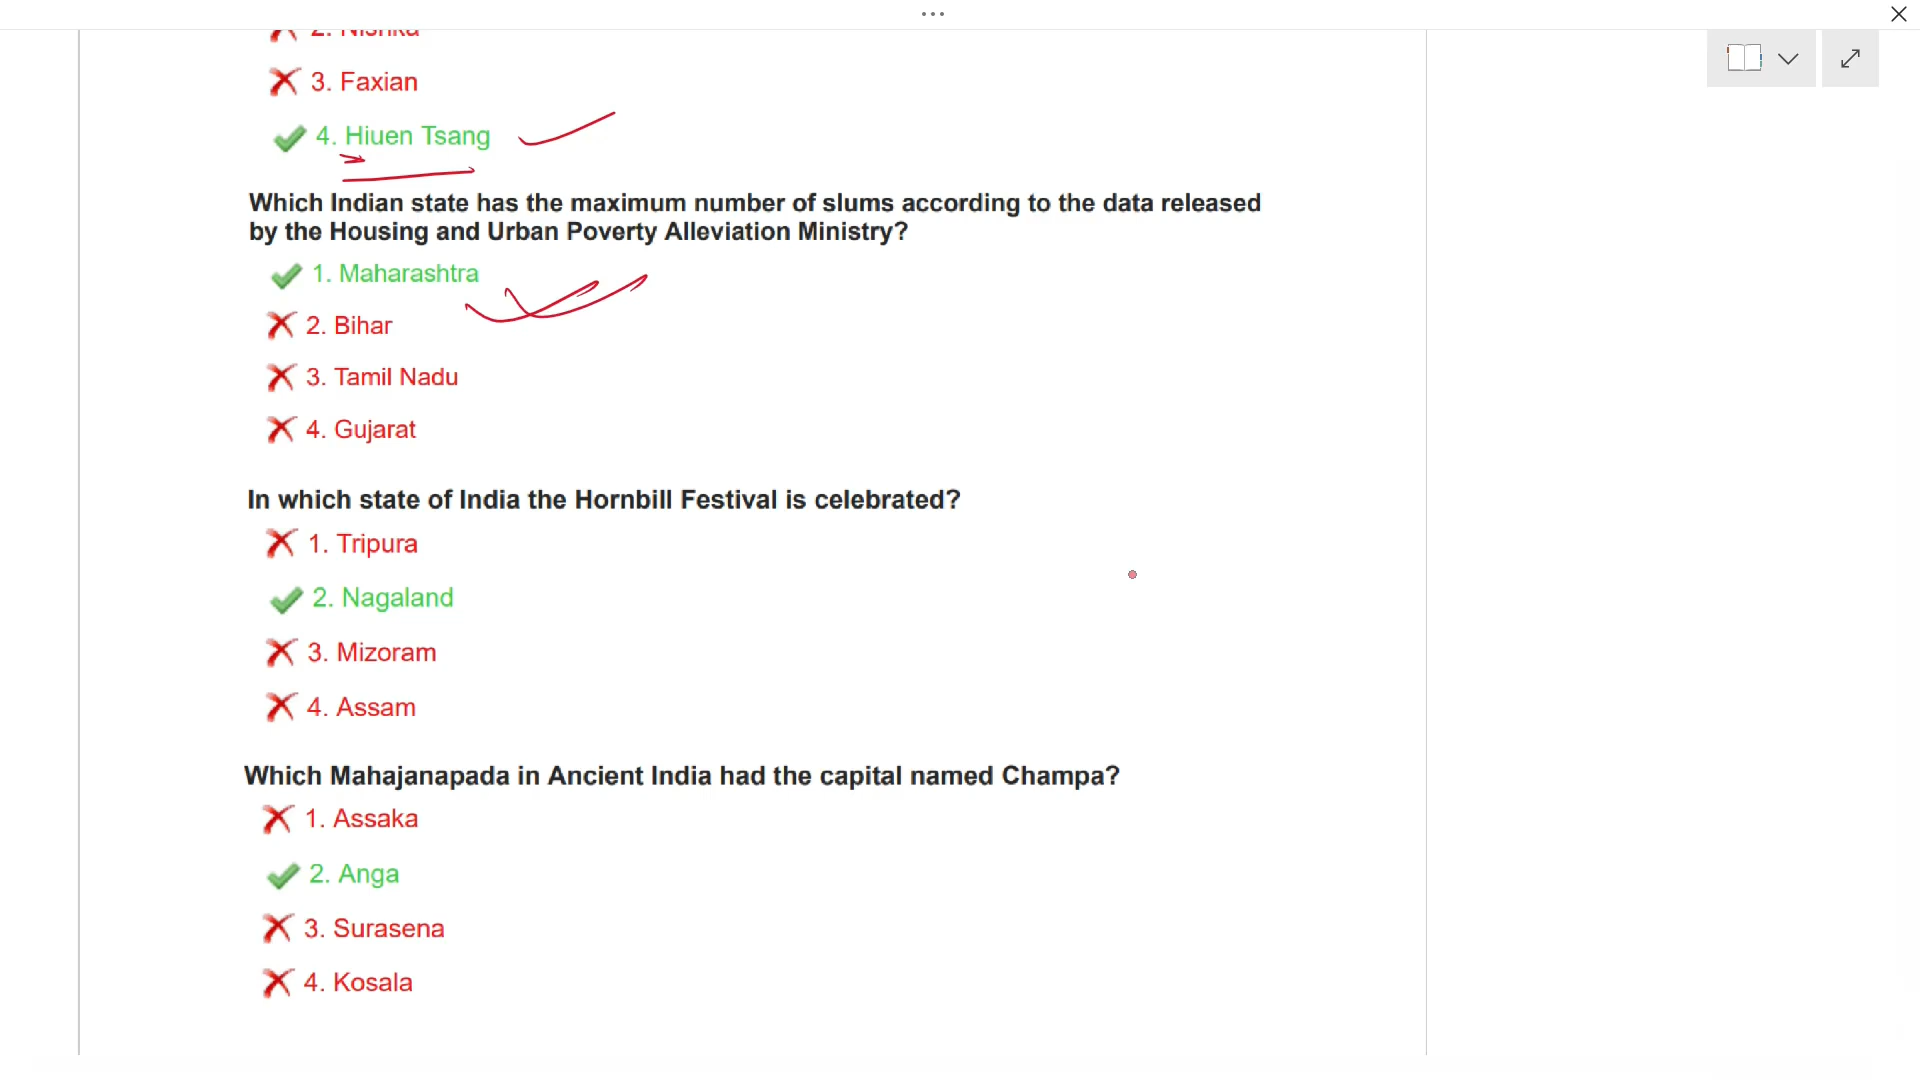 3. Faxian
4. Hiuen Tsang
Which Indian state has the maximum number of slums according to the data released
by the Housing and Urban Poverty Alleviation Ministry?
1. Maharashtra
2. Bihar
3. Tamil Nadu
4. Gujarat
In which state of India the Hornbill Festival is celebrated?
1. Tripura
2. Nagaland
3. Mizoram
4. Assam
Which Mahajanapada in Ancient India had the capital named Champa?
1. Assaka
2. Anga
3. Surasena
4. Kosala